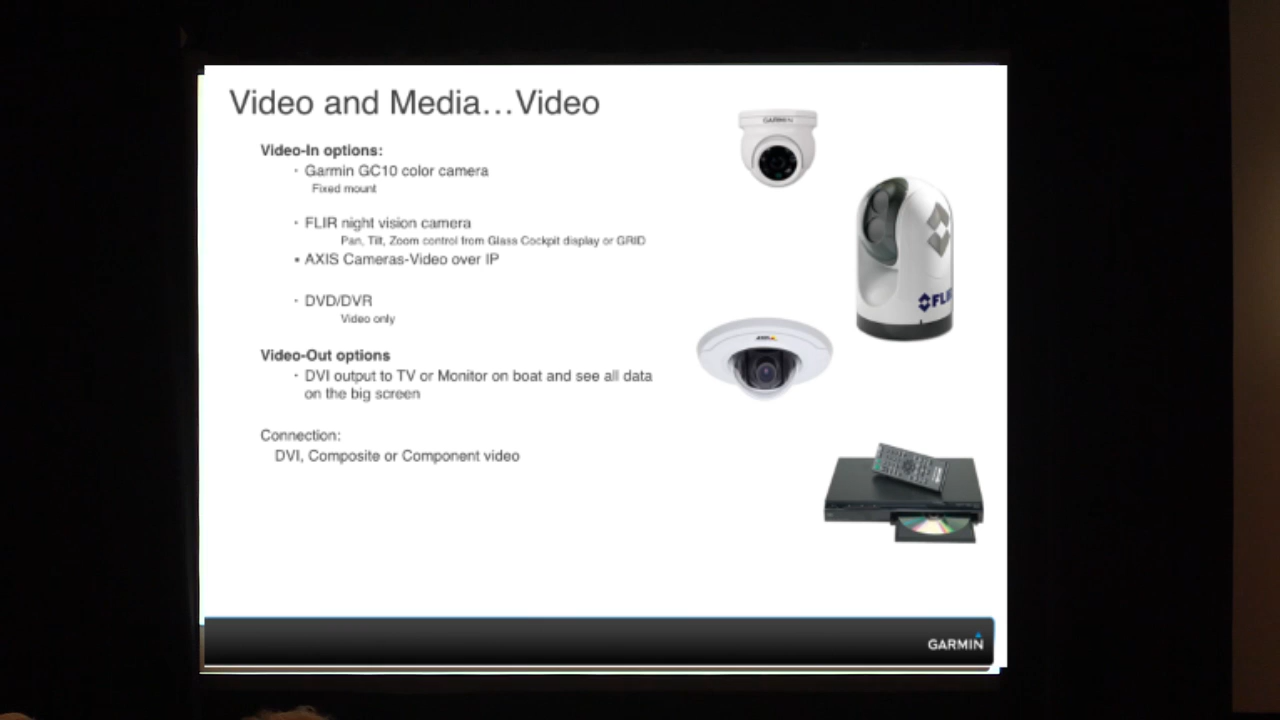 Video and Media...Video
Video-In options:
· Garmin GC10 color camera
Fixed mount
· FLIR night vision camera
Pan, Tilt, Zoom control from Glass Cockpit display or GRID
• AXIS Cameras-Video over IP
· DVD/DVR
Video only
Video-Out options
· DVI output to TV or Monitor on boat and see all data
on the big screen
Connection:
DVI, Composite or Component video
GARMIN
FLI
AXIS
GARMIN